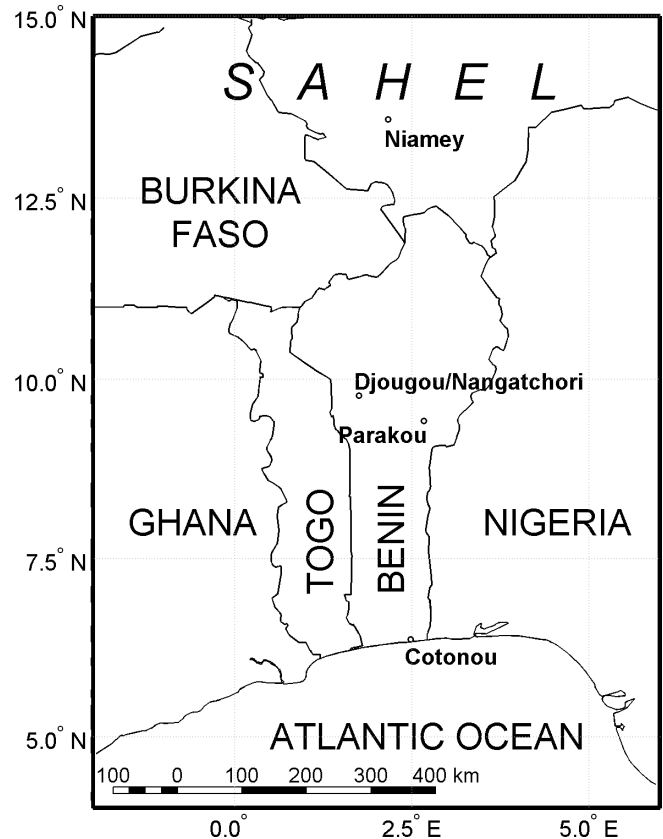 15.0° N
S A H E L
Niamey
12.5° N
BURKINA
FASO
10.0° N
Djougou/Nangatchori
Parakou
GHANA
TOGO
BENIN
NIGERIA
7.5° N
Cotonou
5.0° N
ATLANTIC OCEAN
100 0 100 200 300 400 km
0.0° 2.5° E 5.0° E